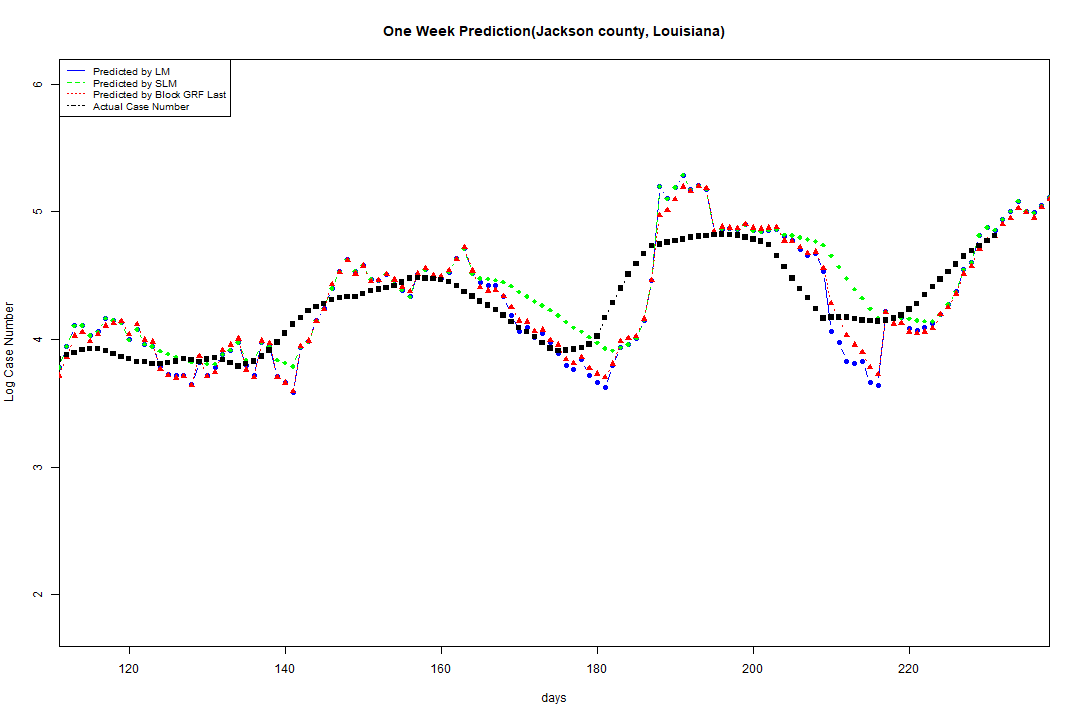 One Week Prediction(Jackson county, Louisiana)
Predicted by LM
Predicted by SLM
Predicted by Block GRF Last
Actual Case Number
6
5
4
3
2
Log Case Number
120 140 160 180 200 220
days